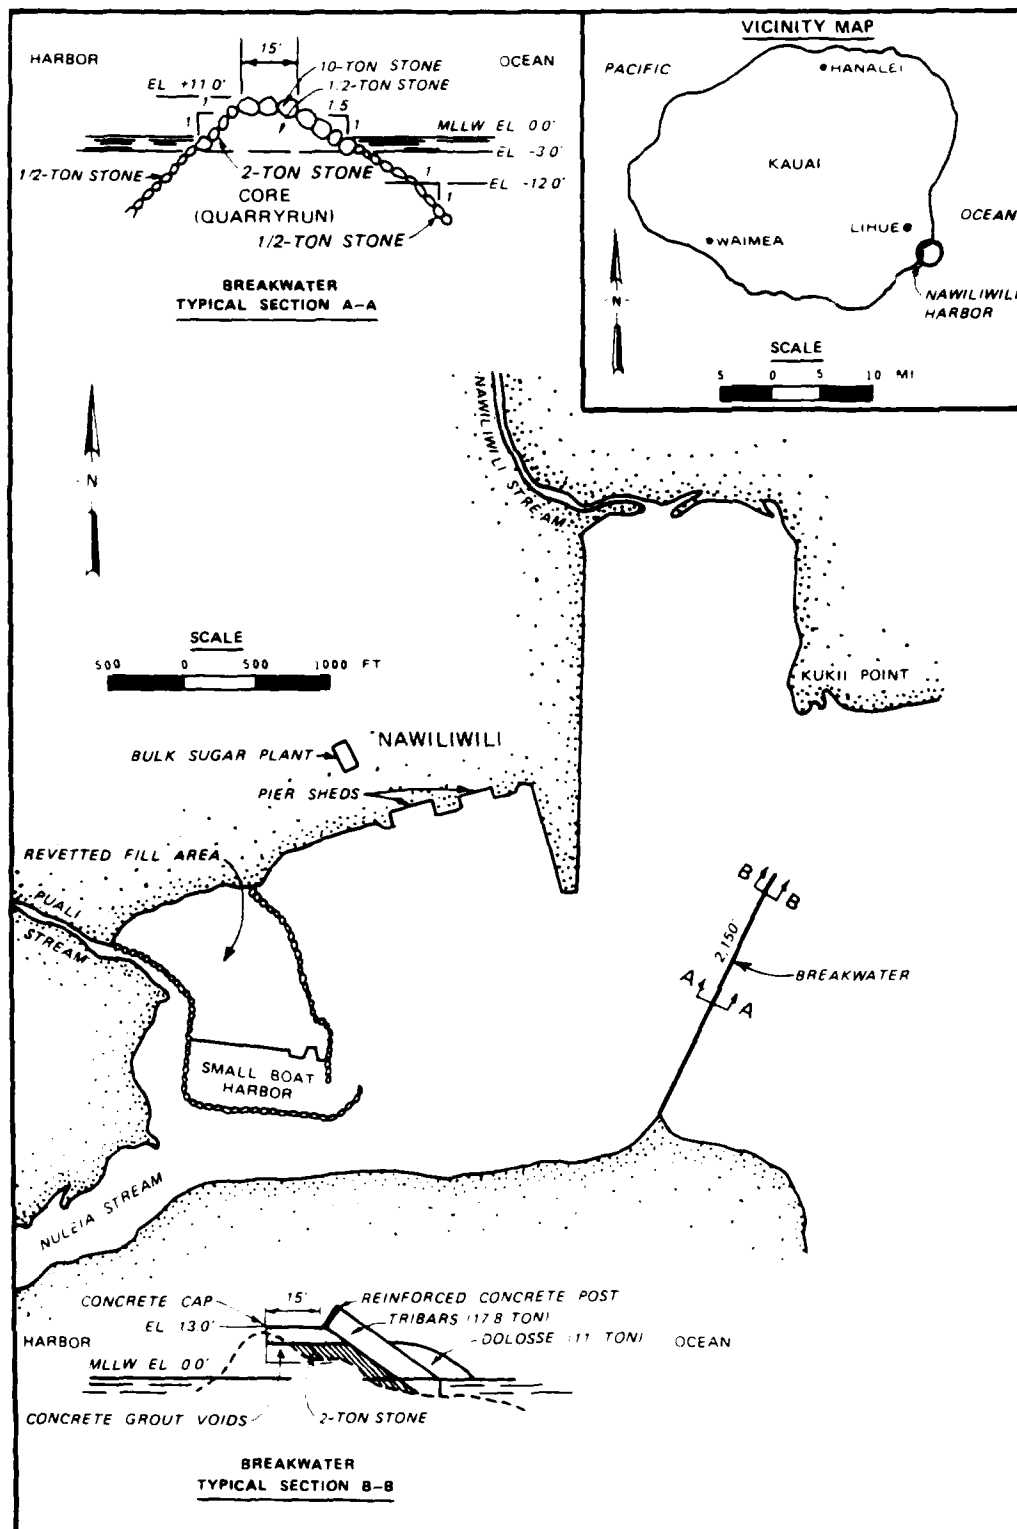 HARBOR
15'
OCEAN
10-TON STONE
1/2-TON STONE
EL +11.0'
1
1
1.5
1
MLLW EL 0.0'
EL -3.0'
1/2-TON STONE
2-TON STONE
1
1
EL -12.0'
CORE
(QUARRYRUN)
1/2-TON STONE
BREAKWATER
TYPICAL SECTION A-A
VICINITY MAP
PACIFIC
HANALEI
KAUAI
OCEAN
LIHUE
WAIMEA
N
NAWILIWILI
HARBOR
SCALE
5 0 5 10 MI
N
NAWILIWILI STREAM
SCALE
500 0 500 1000 FT
KUKII POINT
NAWILIWILI
BULK SUGAR PLANT
PIER SHEDS
REVETTED FILL AREA
PUALI
STREAM
B
B
2,150'
BREAKWATER
A
A
SMALL BOAT
HARBOR
NULEIA STREAM
CONCRETE CAP
15'
REINFORCED CONCRETE POST
EL 13.0'
TRIBARS (17.8 TON)
HARBOR
DOLOSSE (11 TON)
OCEAN
MLLW EL 0.0'
CONCRETE GROUT VOIDS
2-TON STONE
BREAKWATER
TYPICAL SECTION B-B